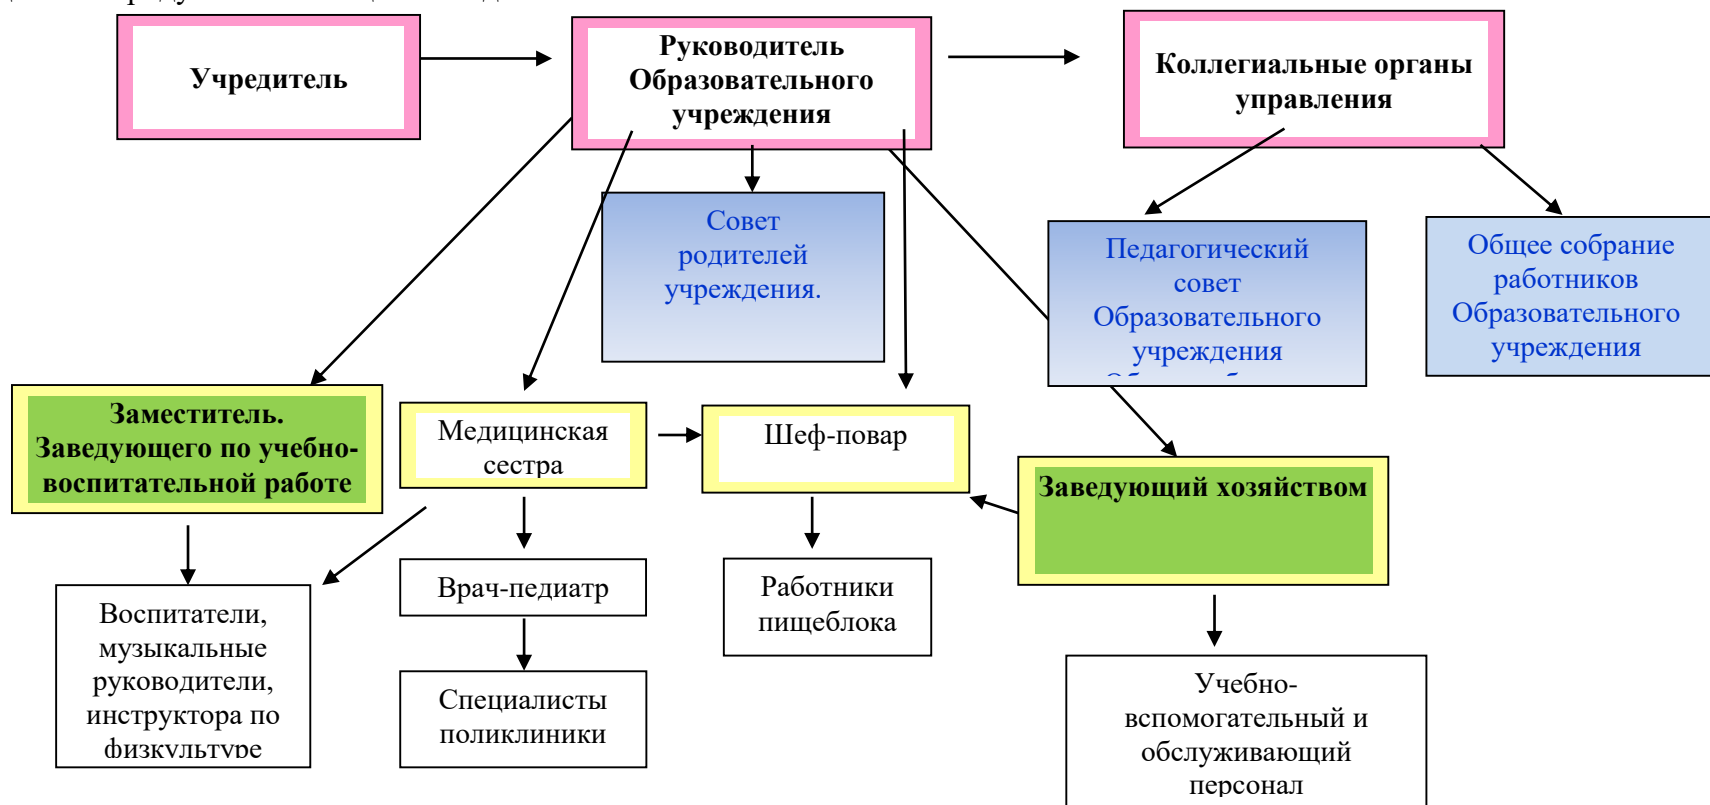 Учредитель
Руководитель
Образовательного
учреждения
Коллегиальные органы
управления
Совет
родителей
учреждения.
Педагогический
совет
Образовательного
учреждения
Общее собрание
работников
Образовательного
учреждения
Заместитель.
Заведующего по учебно-
воспитательной работе
Медицинская
сестра
Шеф-повар
Заведующий хозяйством
Воспитатели,
музыкальные
руководители,
инструктора по
физкультуре
Врач-педиатр
Специалисты
поликлиники
Работники
пищеблока
Учебно-
вспомогательный и
обслуживающий
персонал